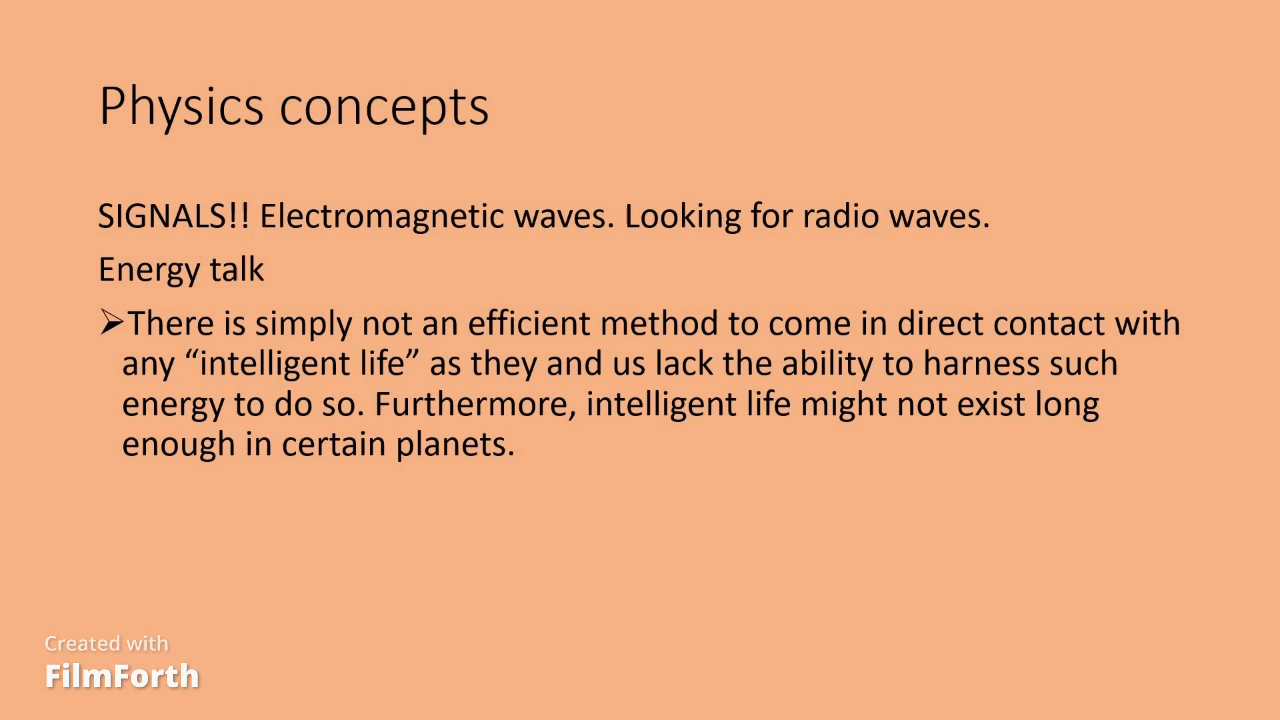 Physics concepts
SIGNALS!! Electromagnetic waves. Looking for radio waves.
Energy talk
➢There is simply not an efficient method to come in direct contact with
any “intelligent life” as they and us lack the ability to harness such
energy to do so. Furthermore, intelligent life might not exist long
enough in certain planets.
Created with
FilmForth